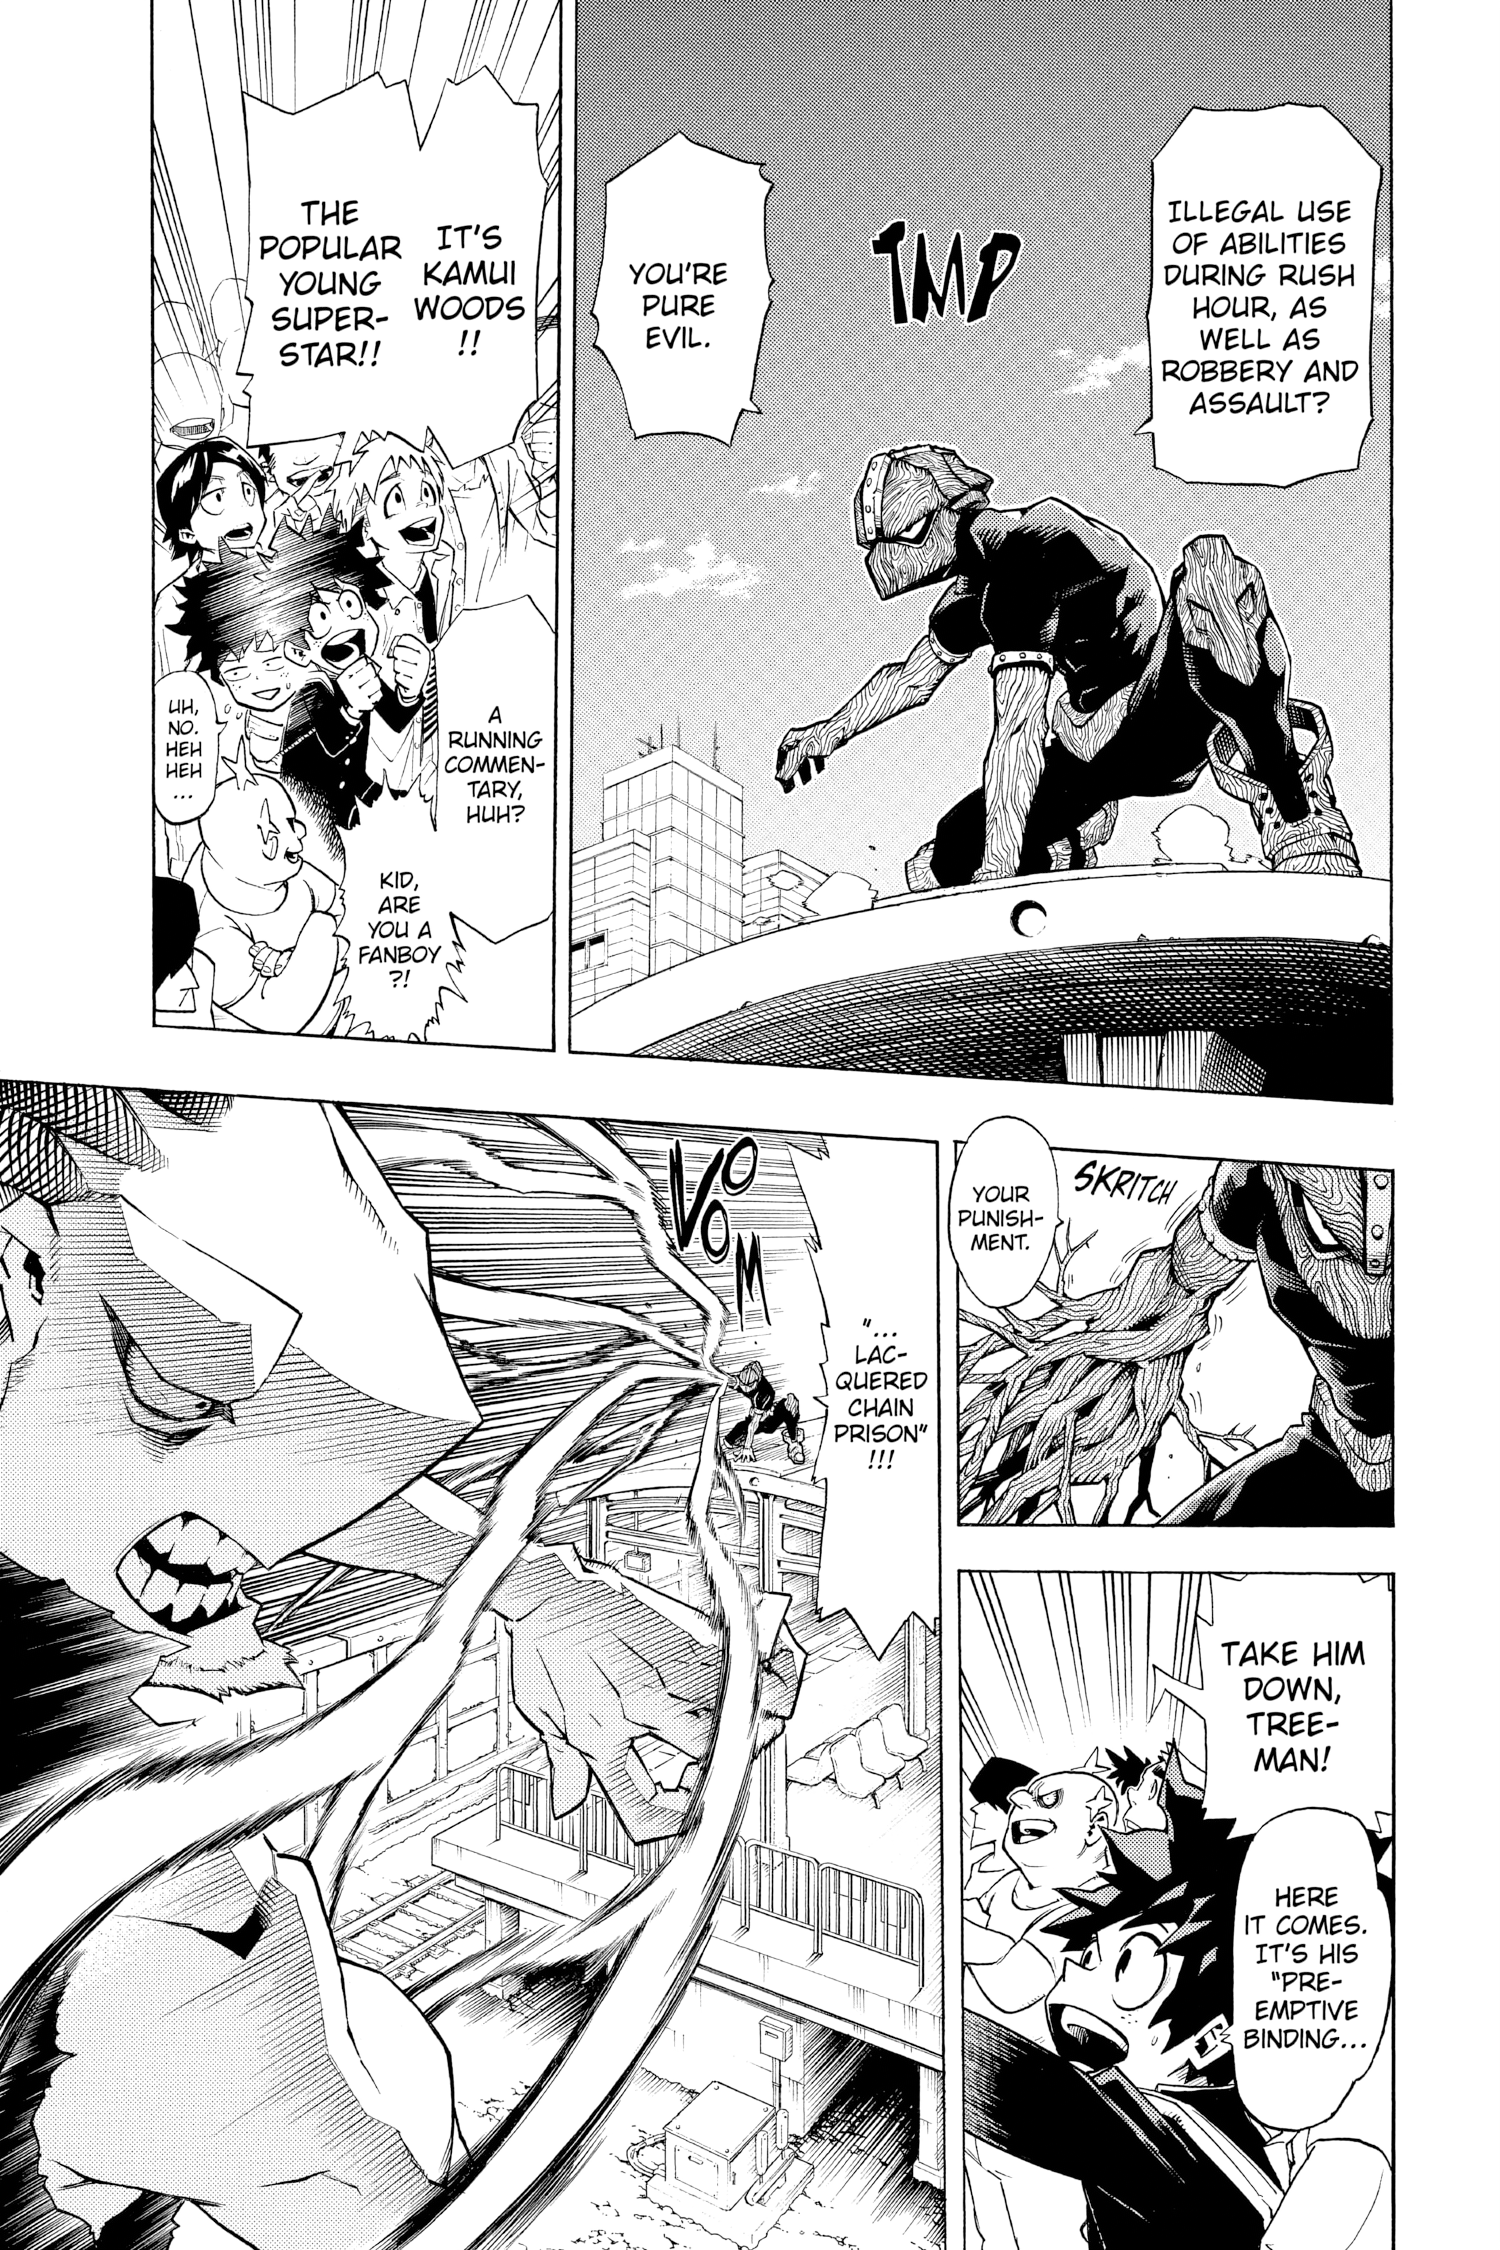 ILLEGAL USE
OF ABILITIES
DURING RUSH
HOUR, AS
WELL AS
ROBBERY AND
ASSAULT?
TMP
YOU'RE
PURE
EVIL.
IT'S
KAMUI
WOODS
!!
THE
POPULAR
YOUNG
SUPER-
STAR!!
A
RUNNING
COMMEN-
TARY,
HUH?
KID,
ARE
YOU A
FANBOY
?!
UH,
NO.
HEH
HEH
...
YOUR
PUNISH-
MENT.
SKRITCH
TAKE HIM
DOWN,
TREE-
MAN!
HERE
IT COMES.
IT'S HIS
"PRE-
EMPTIVE
BINDING...
"...
LAC-
QUERED
CHAIN
PRISON"
!!!
VOOOM